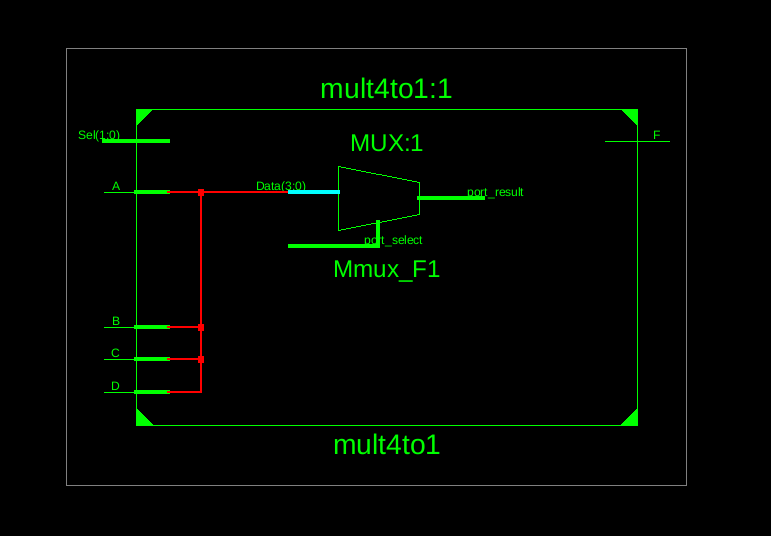 mult4to1:1
Sel(1:0)
F
MUX:1
A
Data(3:0)
port_result
port_select
Mmux_F1
B
C
D
mult4to1